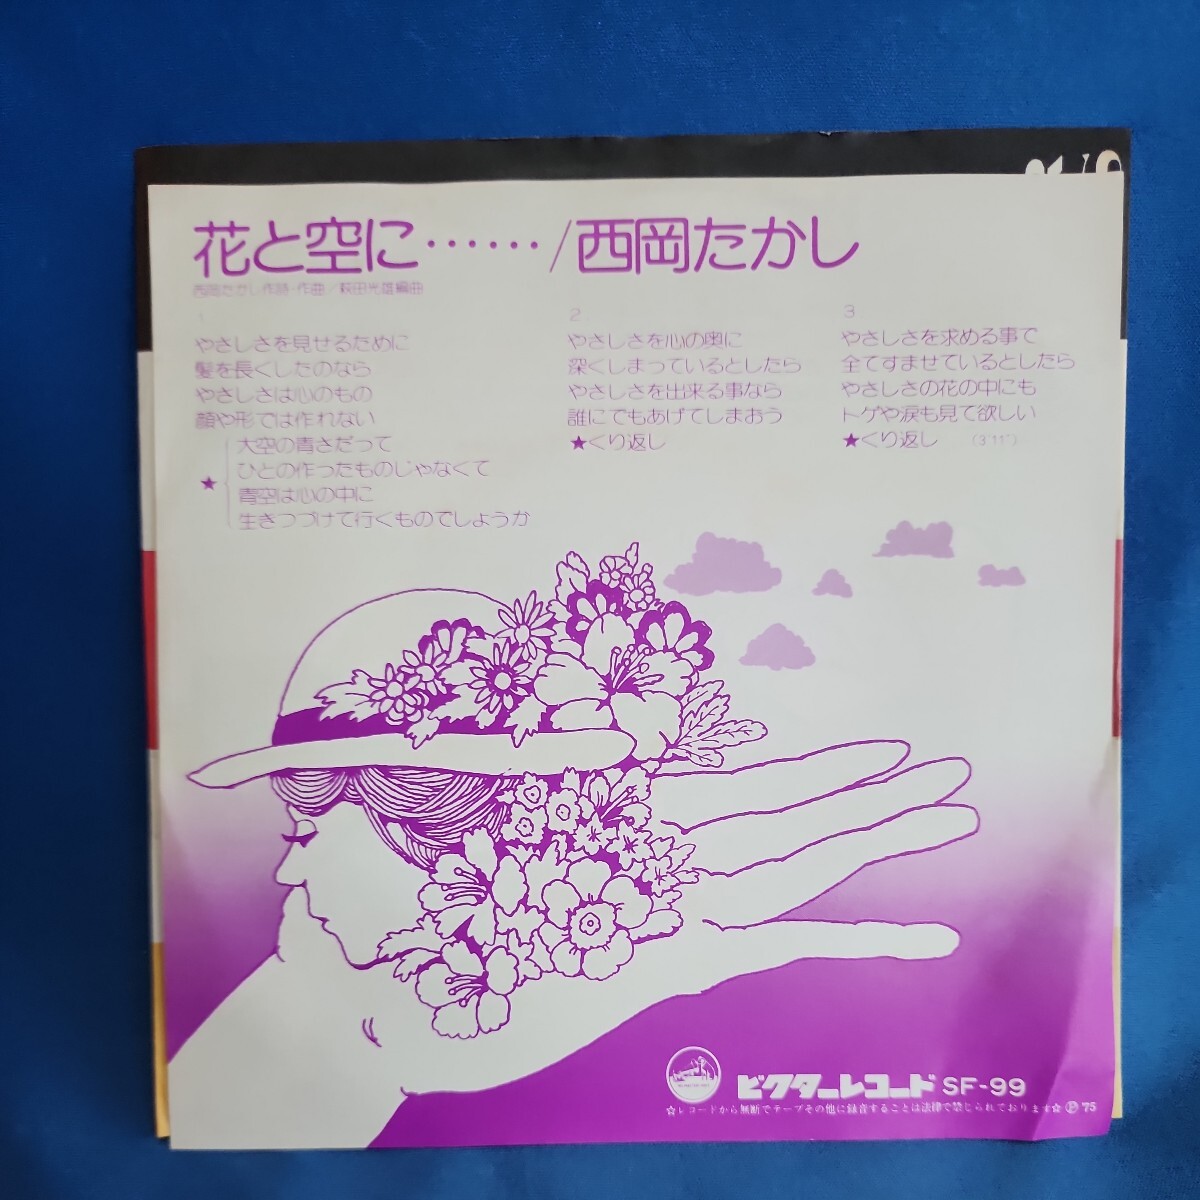 花と空に‥‥‥/西岡たかし
西岡たかし作詩・作曲/萩田光雄編曲
1
やさしさを見せるために
髪を長くしたのなら
やさしさは心のもの
顔や形では作れない
★
大空の青さだって
ひとの作ったものじゃなくて
青空は心の中に
生きつづけて行くものでしょうか
2
やさしさを心の奥に
深くしまっているとしたら
やさしさを出来る事なら
誰にでもあげてしまおう
★くり返し
3
やさしさを求める事で
全てすませているとしたら
やさしさの花の中にも
トゲや涙も見て欲しい
★くり返し (3'11")
ビクターレコード SF-99
☆レコードから無断でテープその他に録音することは法律で禁じられております☆ Ⓟ'75